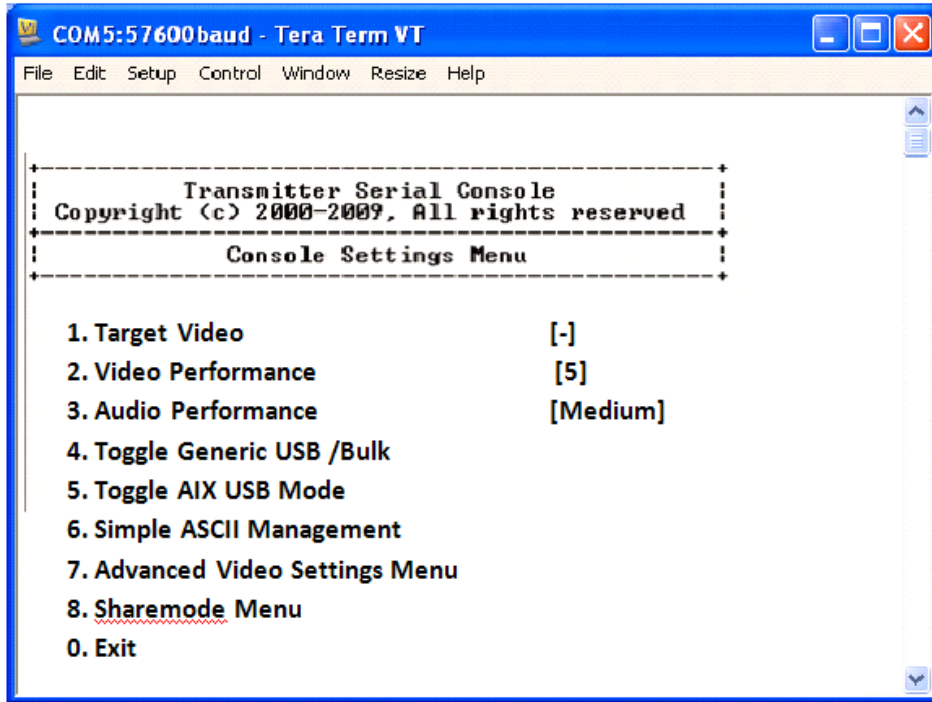 COM5:57600baud - Tera Term VT
File Edit Setup Control Window Resize Help
Transmitter Serial Console
Copyright (c) 2000-2009, All rights reserved
Console Settings Menu
1. Target Video [-]
2. Video Performance [5]
3. Audio Performance [Medium]
4. Toggle Generic USB /Bulk
5. Toggle AIX USB Mode
6. Simple ASCII Management
7. Advanced Video Settings Menu
8. Sharemode Menu
0. Exit